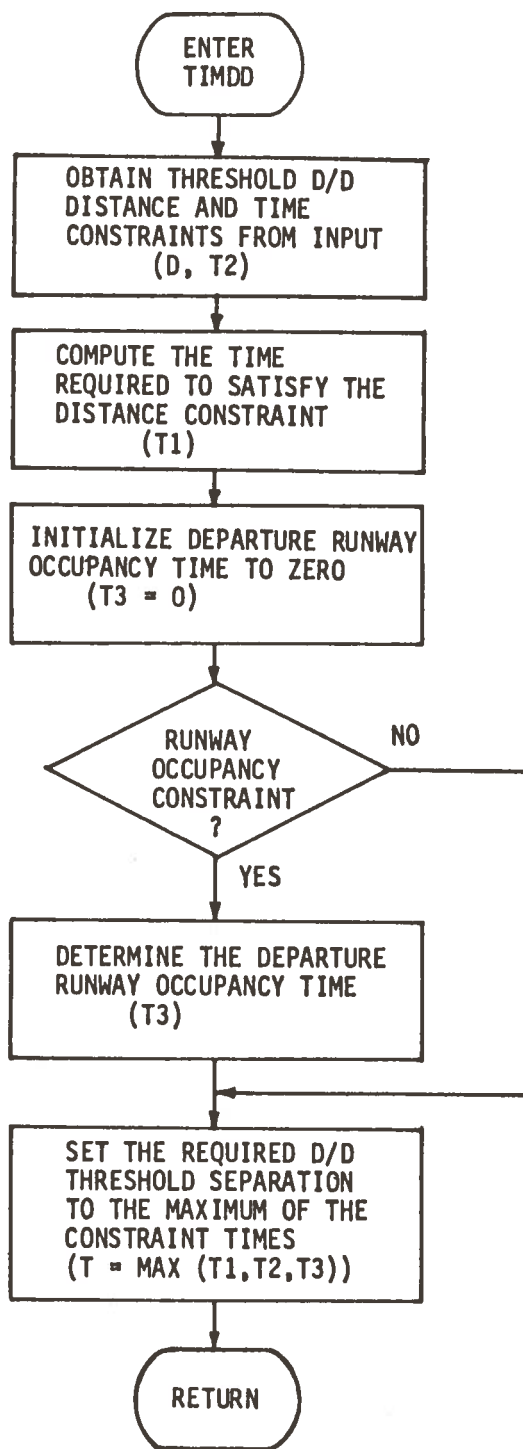 ENTER
TIMDD
OBTAIN THRESHOLD D/D
DISTANCE AND TIME
CONSTRAINTS FROM INPUT
(D, T2)
COMPUTE THE TIME
REQUIRED TO SATISFY THE
DISTANCE CONSTRAINT
(T1)
INITIALIZE DEPARTURE RUNWAY
OCCUPANCY TIME TO ZERO
(T3 = 0)
RUNWAY
OCCUPANCY
CONSTRAINT
?
NO
YES
DETERMINE THE DEPARTURE
RUNWAY OCCUPANCY TIME
(T3)
SET THE REQUIRED D/D
THRESHOLD SEPARATION
TO THE MAXIMUM OF THE
CONSTRAINT TIMES
(T = MAX (T1,T2,T3))
RETURN